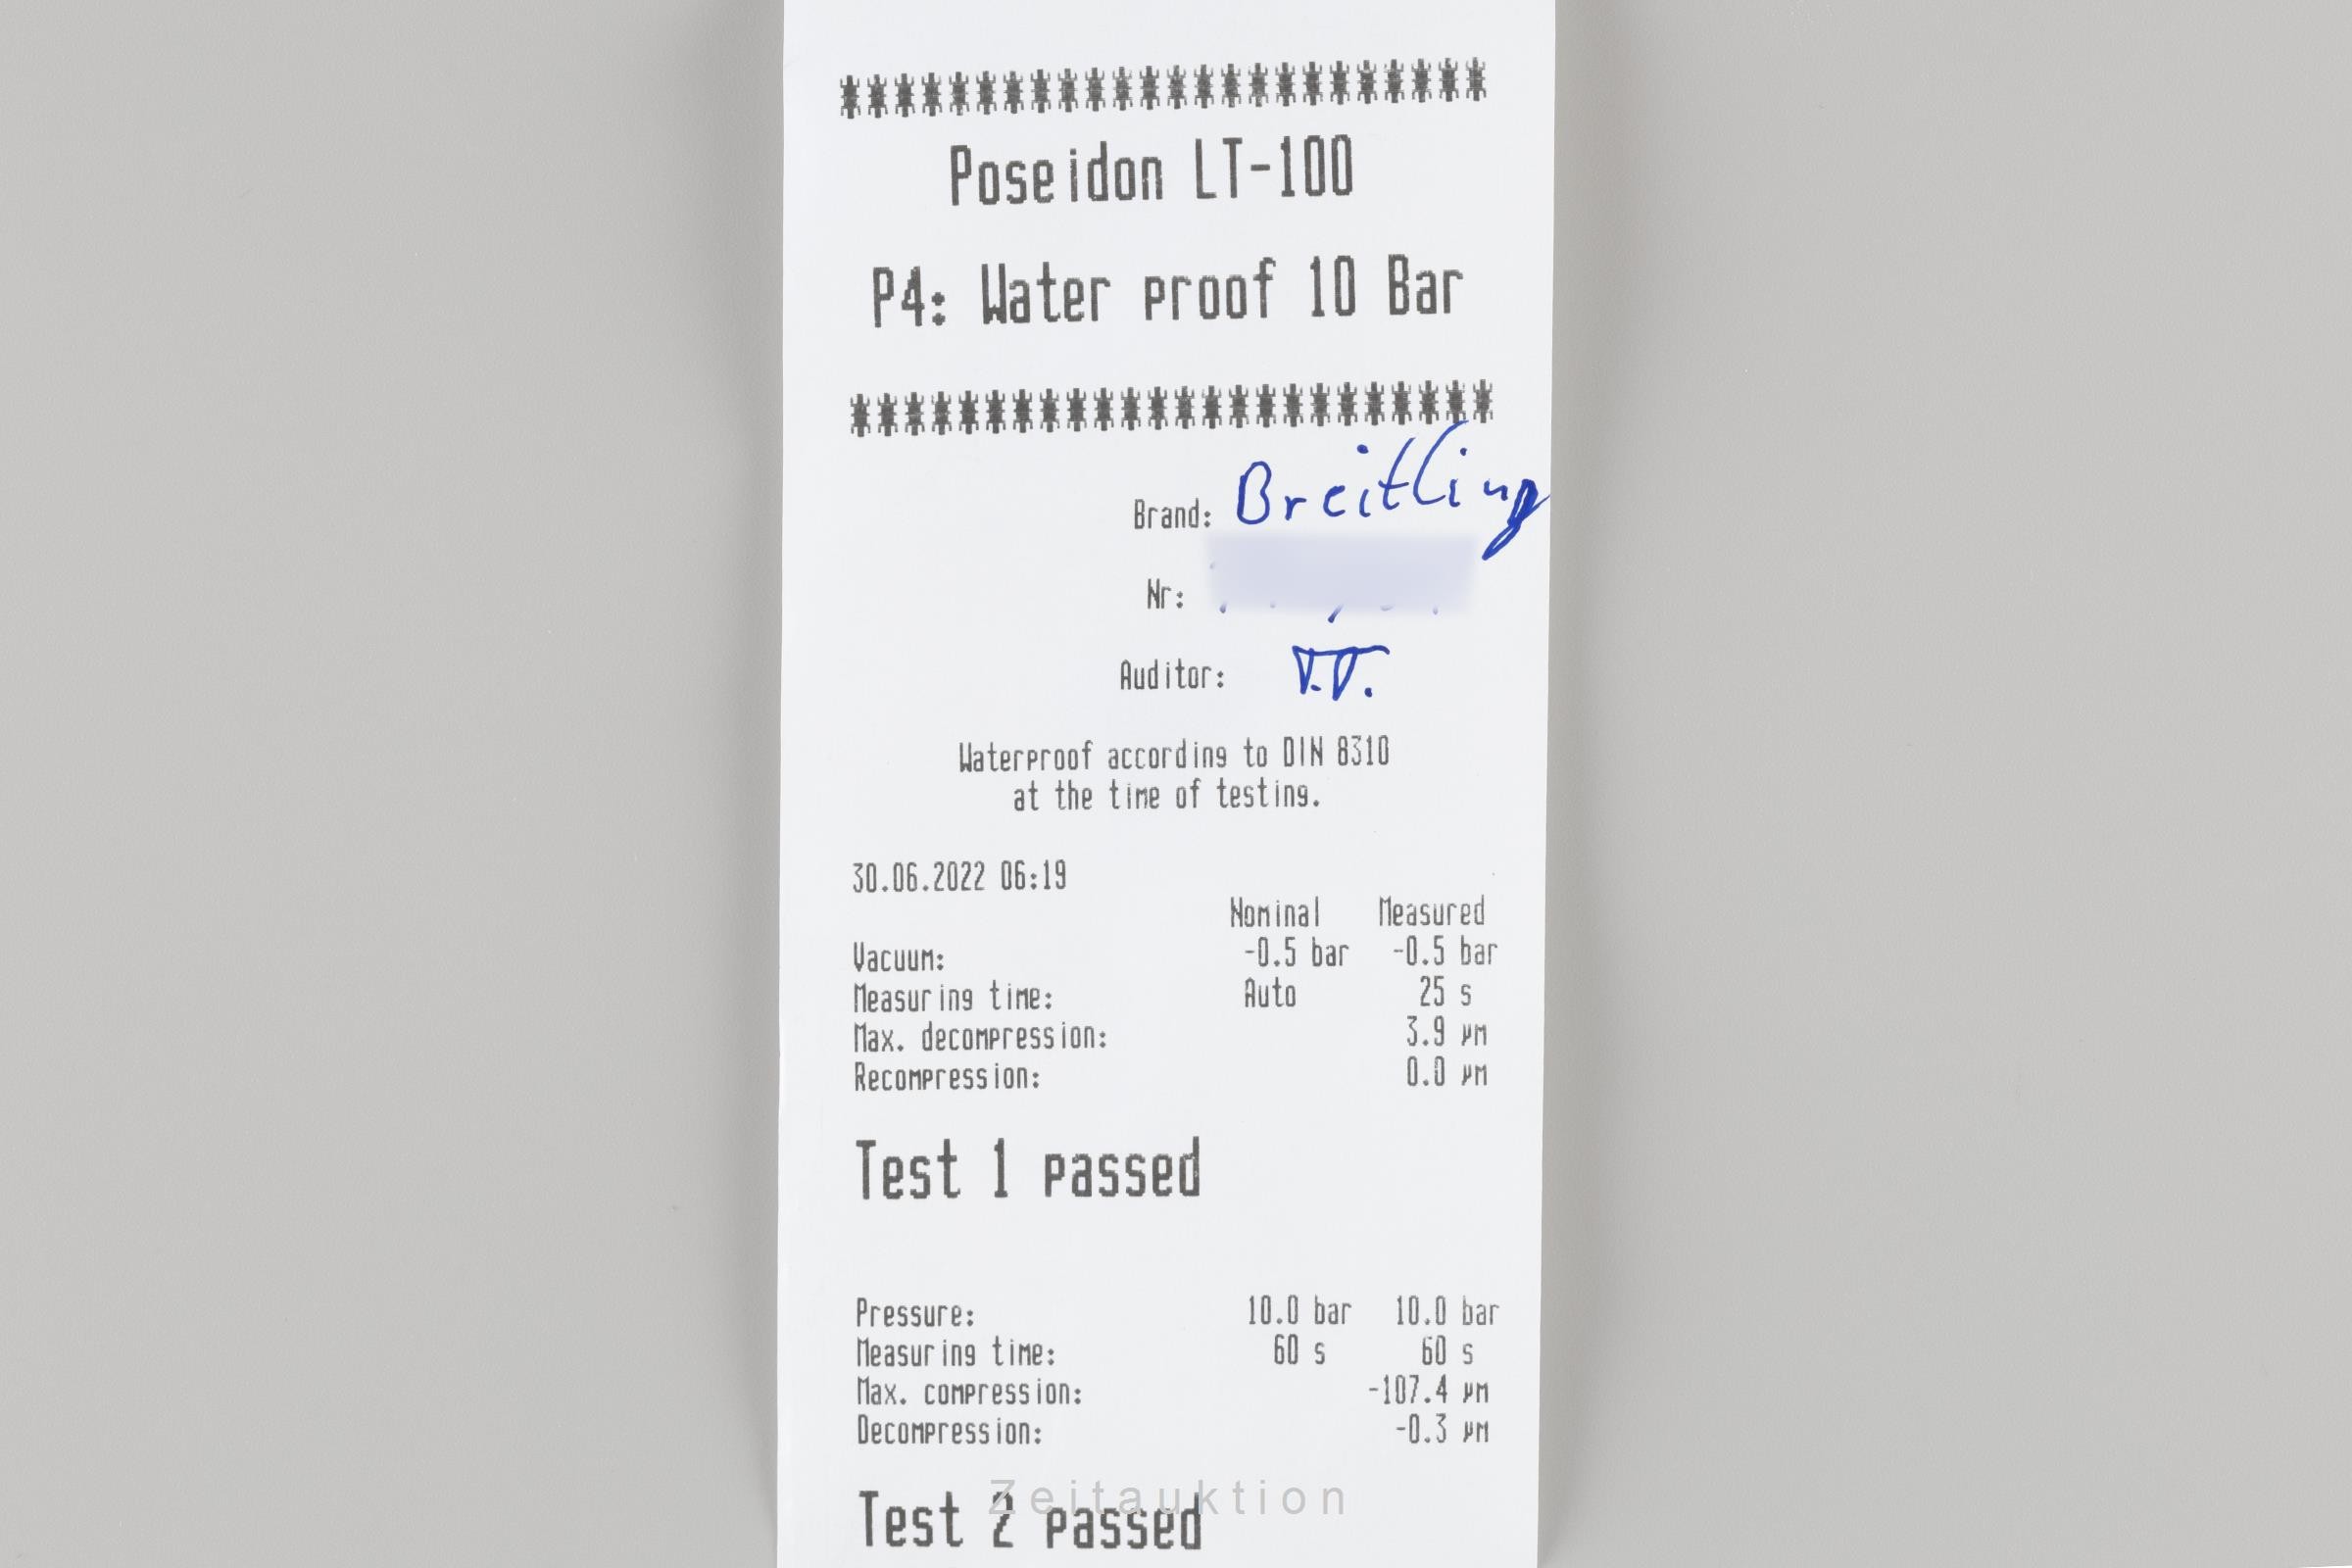 ************************
Poseidon LT-100
P4: Water proof 10 Bar
************************
Brand: Breitling
Nr:
Auditor:
Waterproof according to DIN 8310
at the time of testing.
30.06.2022 06:19
Nominal Measured
Vacuum: -0.5 bar -0.5 bar
Measuring time: Auto 25 s
Max. decompression: 3.9 µm
Recompression: 0.0 µm
Test 1 passed
Pressure: 10.0 bar 10.0 bar
Measuring time: 60 s 60 s
Max. compression: -107.4 µm
Decompression: -0.3 µm
Test 2 passed
Zeitauktion